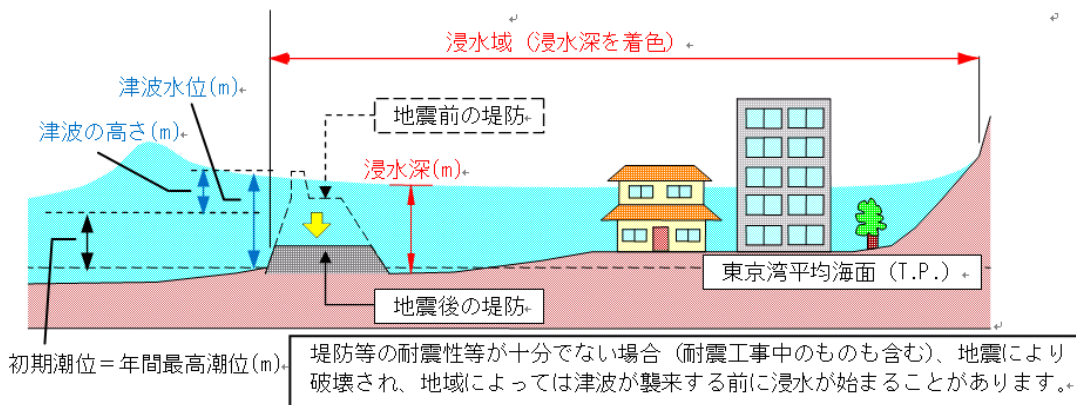 浸水域（浸水深を着色）
津波水位(m)
津波の高さ(m)
地震前の堤防
浸水深(m)
東京湾平均海面（T.P.）
地震後の堤防
初期潮位＝年間最高潮位(m)
堤防等の耐震性等が十分でない場合（耐震工事中のものも含む）、地震により
破壊され、地域によっては津波が襲来する前に浸水が始まることがあります。